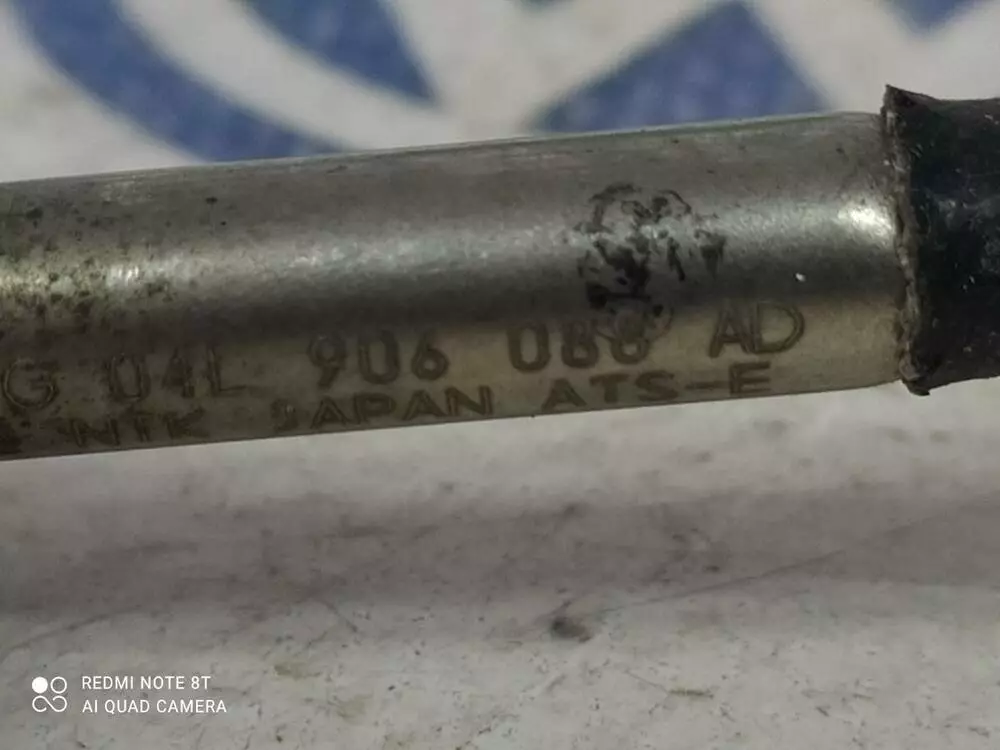 G 04L 906 088 AD
NTK JAPAN ATS-E
REDMI NOTE 8T
AI QUAD CAMERA